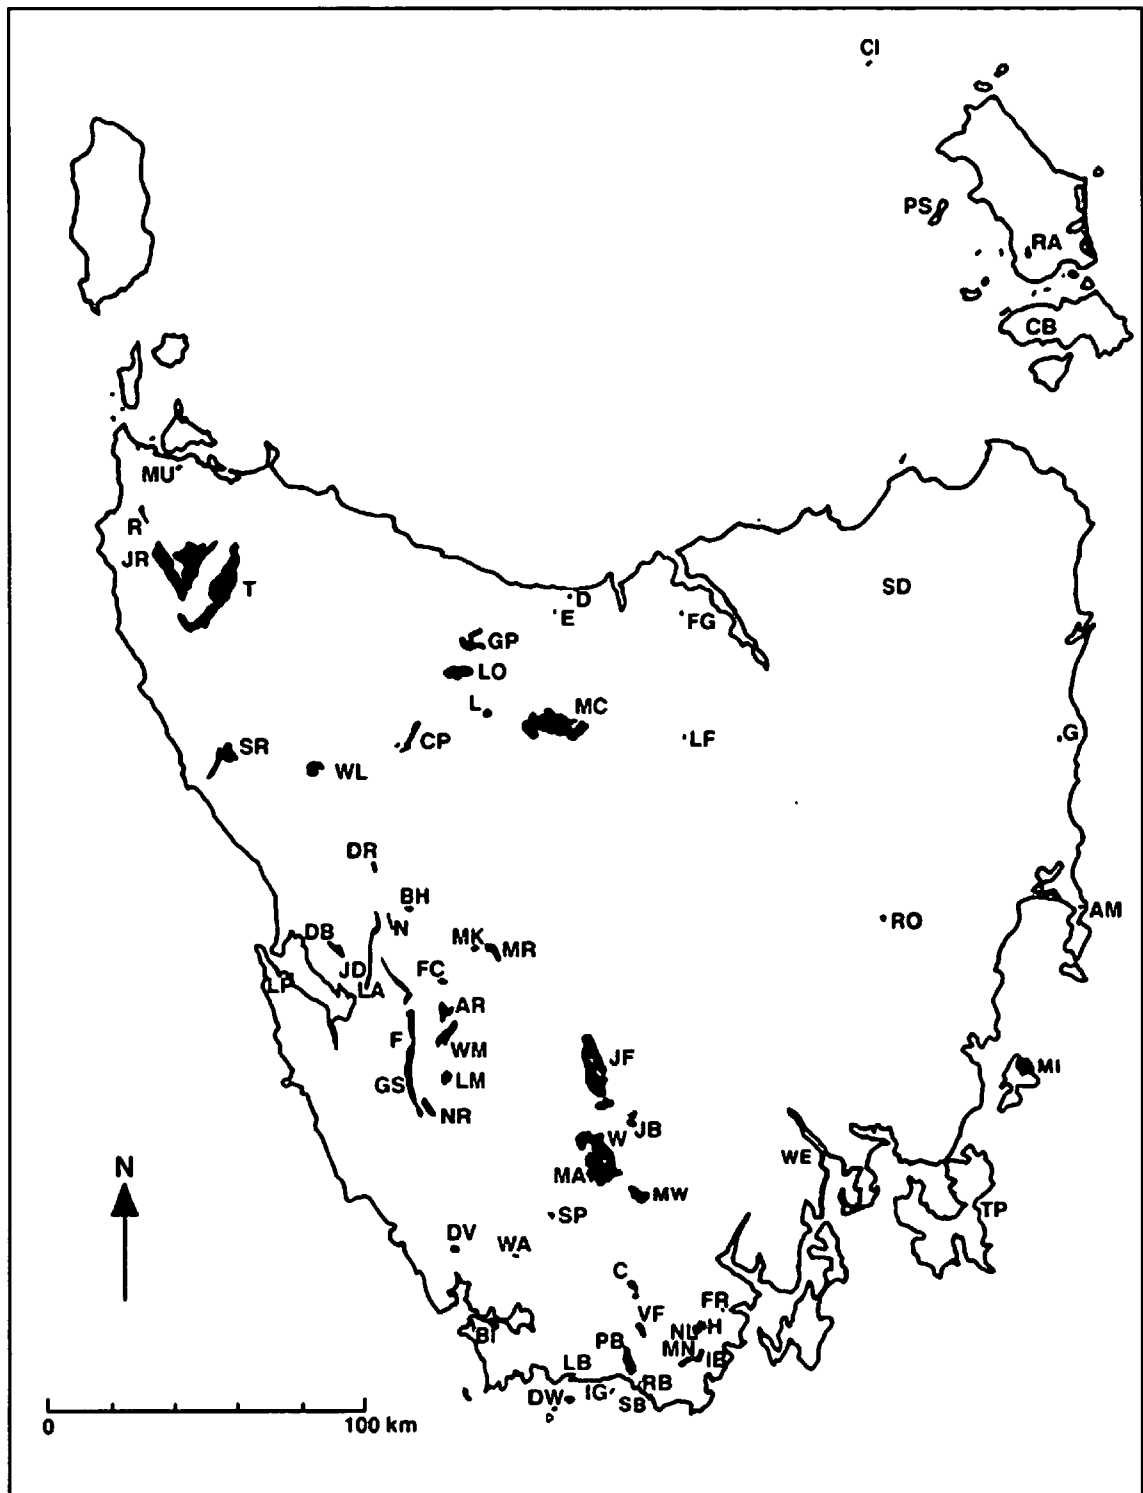 CI
PS
RA
CB
MU
R
JR
T
D
E
FG
SD
GP
LO
L
MC
CP
LF
G
SR
WL
DR
BH
N
RO
AM
DB
MK
MR
JD
FC
LP
LA
AR
F
WM
JF
MI
GS
LM
NR
JB
W
WE
N
MA
MW
SP
TP
DV
WA
C
FR
VF
H
NL
BI
PB
MN
IB
LB
RB
DW
IG
SB
0
100 km